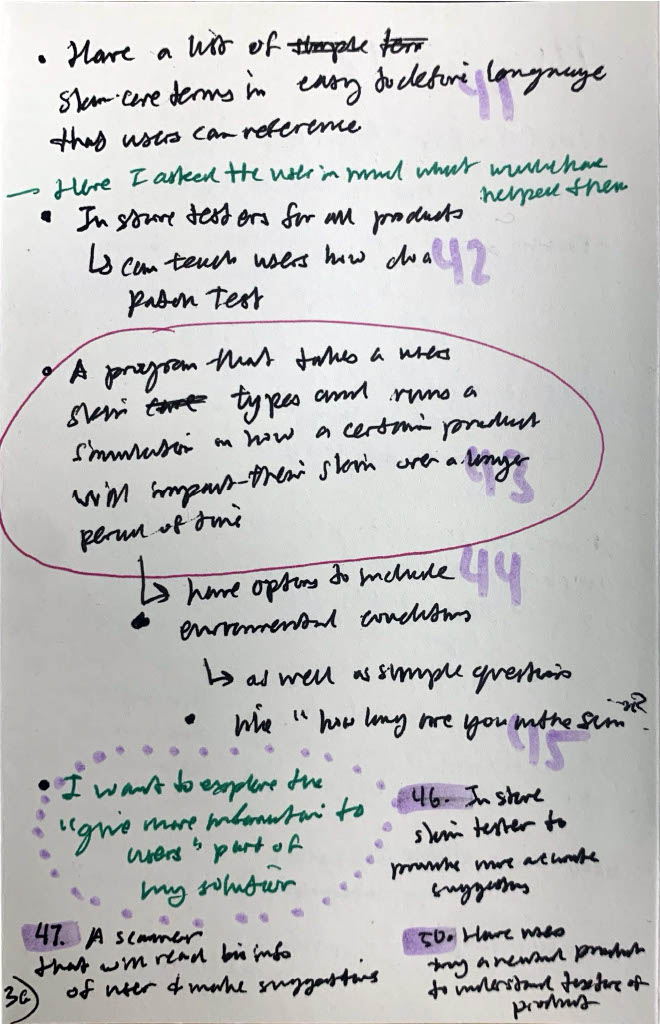 • Have a list of simple term
skin-care terms in easy to define language
41
that users can reference
→ Here I asked the user in mind what would have
helped them
• In store testers for all products
↳ can teach users how do a
42
patch test
• A program that takes a users
skin care types and runs a
simulation on how a certain product
will impact their skin over a longer
43
period of time
↳ have options to include
44
• environmental conditions
↳ as well as simple questions
• like "how long are you in the sun"?
45
• I want to explore the
"give more information to
users" part of
my solution
46. In store
skin tester to
provide more accurate
suggestions
47. A scanner
that will read bio info
of user & make suggestions
50. Have users
try a neutral product
to understand texture of
product